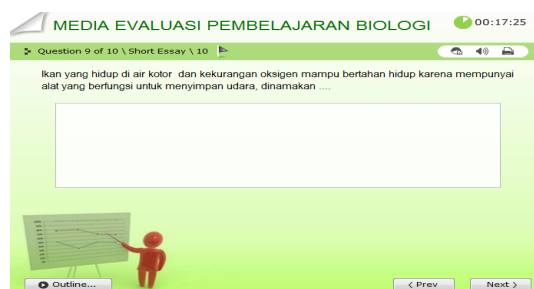 MEDIA EVALUASI PEMBELAJARAN BIOLOGI
00:17:25
Question 9 of 10 \ Short Essay \ 10
Ikan yang hidup di air kotor dan kekurangan oksigen mampu bertahan hidup karena mempunyai
alat yang berfungsi untuk menyimpan udara, dinamakan ....
Outline...
Prev
Next